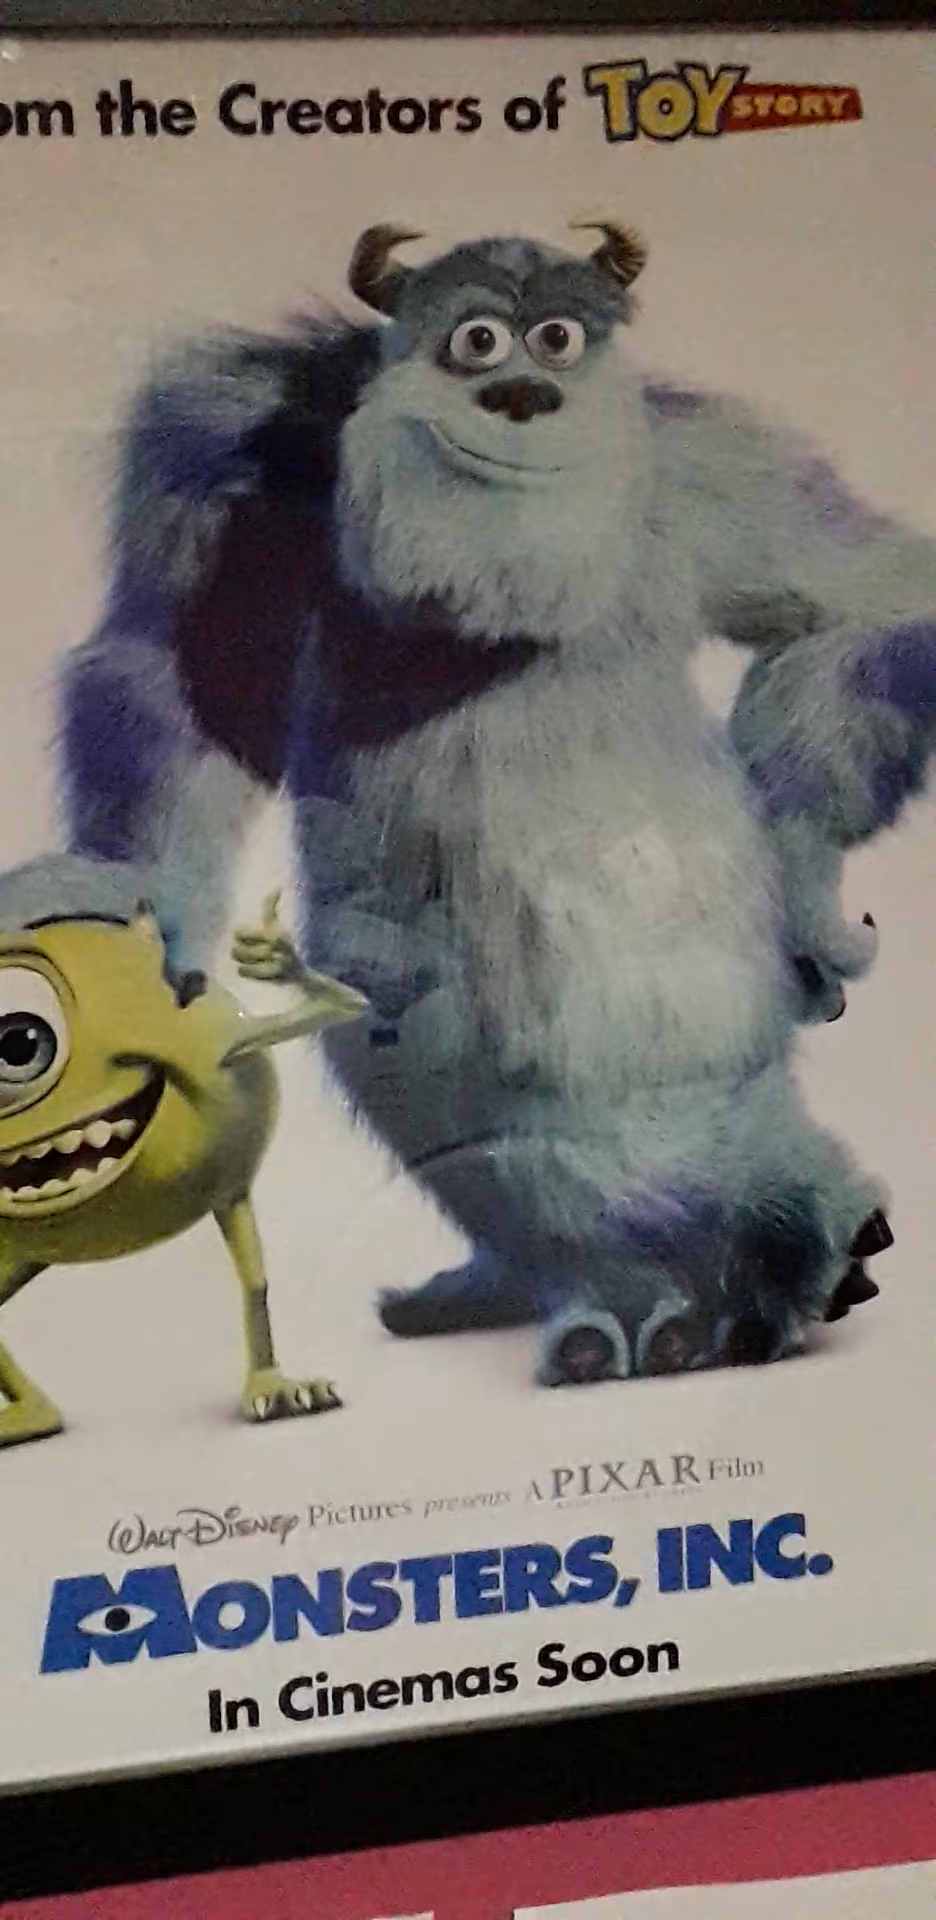 om the Creators of TOY STORY
WALT DISNEY Pictures presents A PIXAR Film
MONSTERS, INC.
In Cinemas Soon